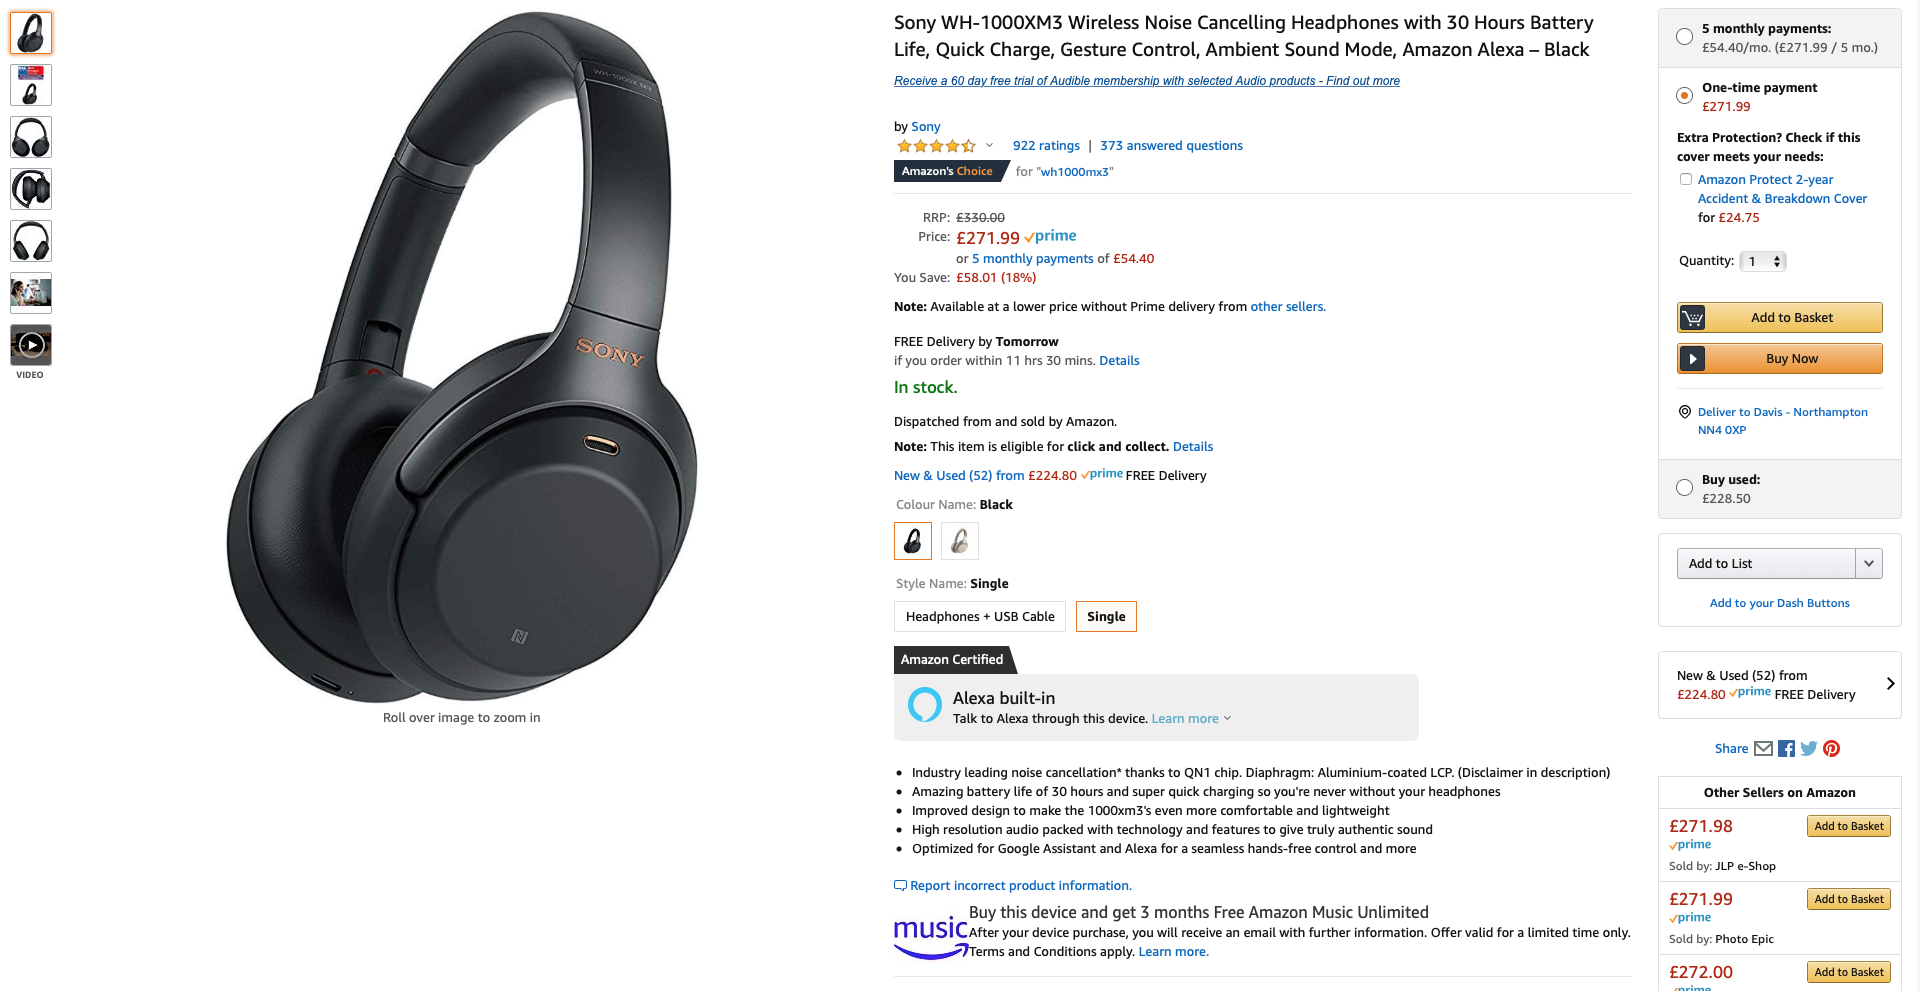 VIDEO
WH-1000X M3
SONY
Roll over image to zoom in
Sony WH-1000XM3 Wireless Noise Cancelling Headphones with 30 Hours Battery
Life, Quick Charge, Gesture Control, Ambient Sound Mode, Amazon Alexa – Black
Receive a 60 day free trial of Audible membership with selected Audio products - Find out more
by Sony
922 ratings | 373 answered questions
Amazon's Choice for "wh1000mx3"
RRP: £330.00
Price: £271.99 prime
or 5 monthly payments of £54.40
You Save: £58.01 (18%)
Note: Available at a lower price without Prime delivery from other sellers.
FREE Delivery by Tomorrow
if you order within 11 hrs 30 mins. Details
In stock.
Dispatched from and sold by Amazon.
Note: This item is eligible for click and collect. Details
New & Used (52) from £224.80 prime FREE Delivery
Colour Name: Black
Style Name: Single
Headphones + USB Cable
Single
Amazon Certified
Alexa built-in
Talk to Alexa through this device. Learn more
• Industry leading noise cancellation* thanks to QN1 chip. Diaphragm: Aluminium-coated LCP. (Disclaimer in description)
• Amazing battery life of 30 hours and super quick charging so you're never without your headphones
• Improved design to make the 1000xm3's even more comfortable and lightweight
• High resolution audio packed with technology and features to give truly authentic sound
• Optimized for Google Assistant and Alexa for a seamless hands-free control and more
Report incorrect product information.
music
Buy this device and get 3 months Free Amazon Music Unlimited
After your device purchase, you will receive an email with further information. Offer valid for a limited time only.
Terms and Conditions apply. Learn more.
5 monthly payments:
£54.40/mo. (£271.99 / 5 mo.)
One-time payment
£271.99
Extra Protection? Check if this
cover meets your needs:
Amazon Protect 2-year
Accident & Breakdown Cover
for £24.75
Quantity: 1
Add to Basket
Buy Now
Deliver to Davis - Northampton
NN4 0XP
Buy used:
£228.50
Add to List
Add to your Dash Buttons
New & Used (52) from
£224.80 prime FREE Delivery
Share
Other Sellers on Amazon
£271.98 Add to Basket
prime
Sold by: JLP e-Shop
£271.99 Add to Basket
prime
Sold by: Photo Epic
£272.00 Add to Basket
prime